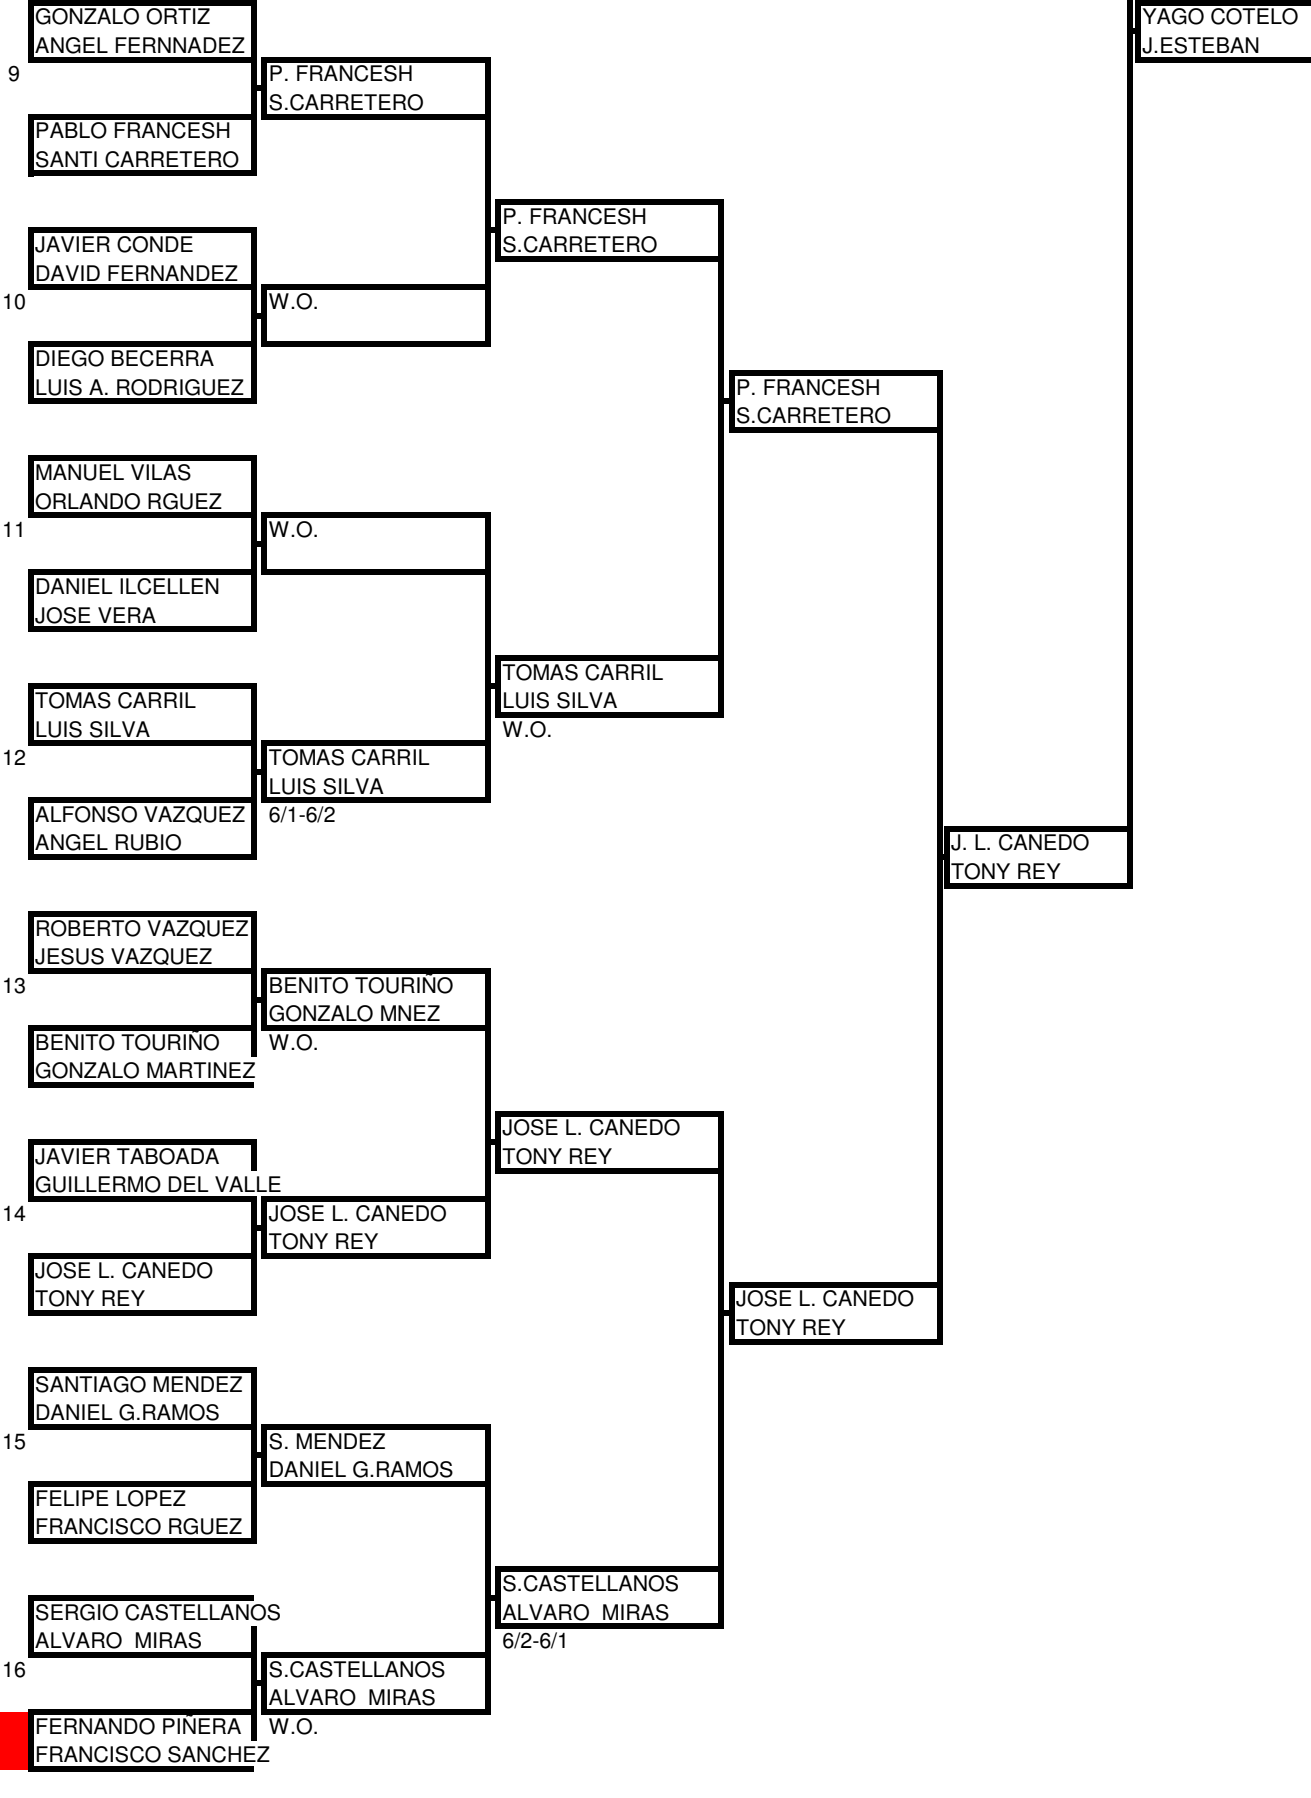 GONZALO ORTIZ
ANGEL FERNNADEZ
9
PABLO FRANCESH
SANTI CARRETERO
JAVIER CONDE
DAVID FERNANDEZ
10
DIEGO BECERRA
LUIS A. RODRIGUEZ
MANUEL VILAS
ORLANDO RGUEZ
11
DANIEL ILCELLEN
JOSE VERA
TOMAS CARRIL
LUIS SILVA
12
ALFONSO VAZQUEZ
ANGEL RUBIO
ROBERTO VAZQUEZ
JESUS VAZQUEZ
13
BENITO TOURIÑO
GONZALO MARTINEZ
JAVIER TABOADA
GUILLERMO DEL VALLE
14
JOSE L. CANEDO
TONY REY
SANTIAGO MENDEZ
DANIEL G.RAMOS
15
FELIPE LOPEZ
FRANCISCO RGUEZ
SERGIO CASTELLANOS
ALVARO  MIRAS
16
FERNANDO PIÑERA
FRANCISCO SANCHEZ
P. FRANCESH
S.CARRETERO
W.O.
W.O.
TOMAS CARRIL
LUIS SILVA
6/1-6/2
BENITO TOURIÑO
GONZALO MNEZ
W.O.
JOSE L. CANEDO
TONY REY
S. MENDEZ
DANIEL G.RAMOS
S.CASTELLANOS
ALVARO  MIRAS
W.O.
P. FRANCESH
S.CARRETERO
TOMAS CARRIL
LUIS SILVA
W.O.
JOSE L. CANEDO
TONY REY
S.CASTELLANOS
ALVARO  MIRAS
6/2-6/1
P. FRANCESH
S.CARRETERO
JOSE L. CANEDO
TONY REY
J. L. CANEDO
TONY REY
YAGO COTELO
J.ESTEBAN